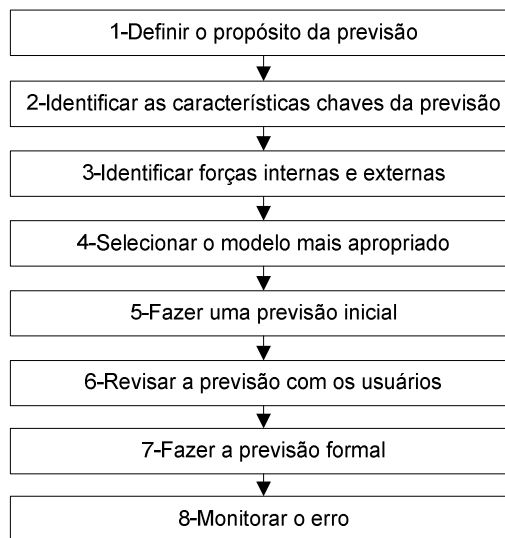 1-Definir o propósito da previsão
2-Identificar as características chaves da previsão
3-Identificar forças internas e externas
4-Selecionar o modelo mais apropriado
5-Fazer uma previsão inicial
6-Revisar a previsão com os usuários
7-Fazer a previsão formal
8-Monitorar o erro